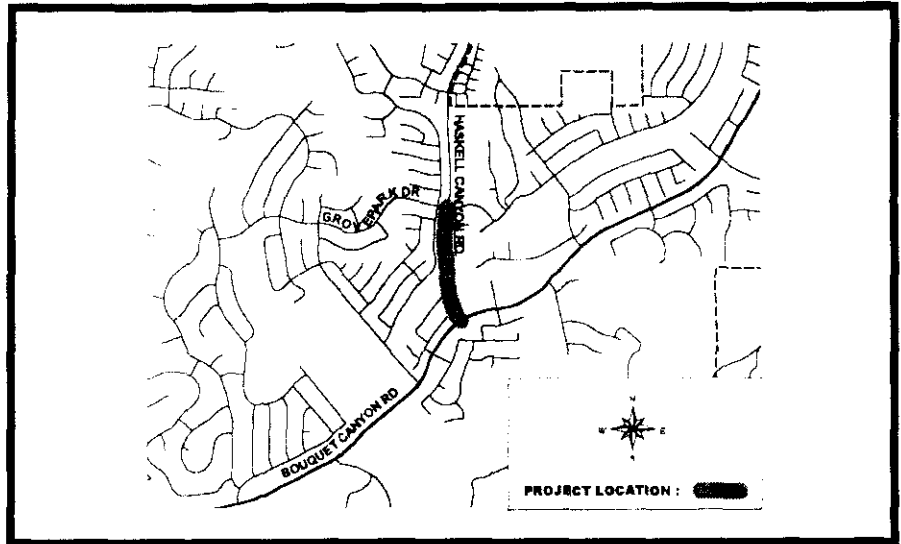 HASKELL CANYON RD
GROVEPARK DR
BOUQUET CANYON RD
N
W E
S
PROJECT LOCATION :